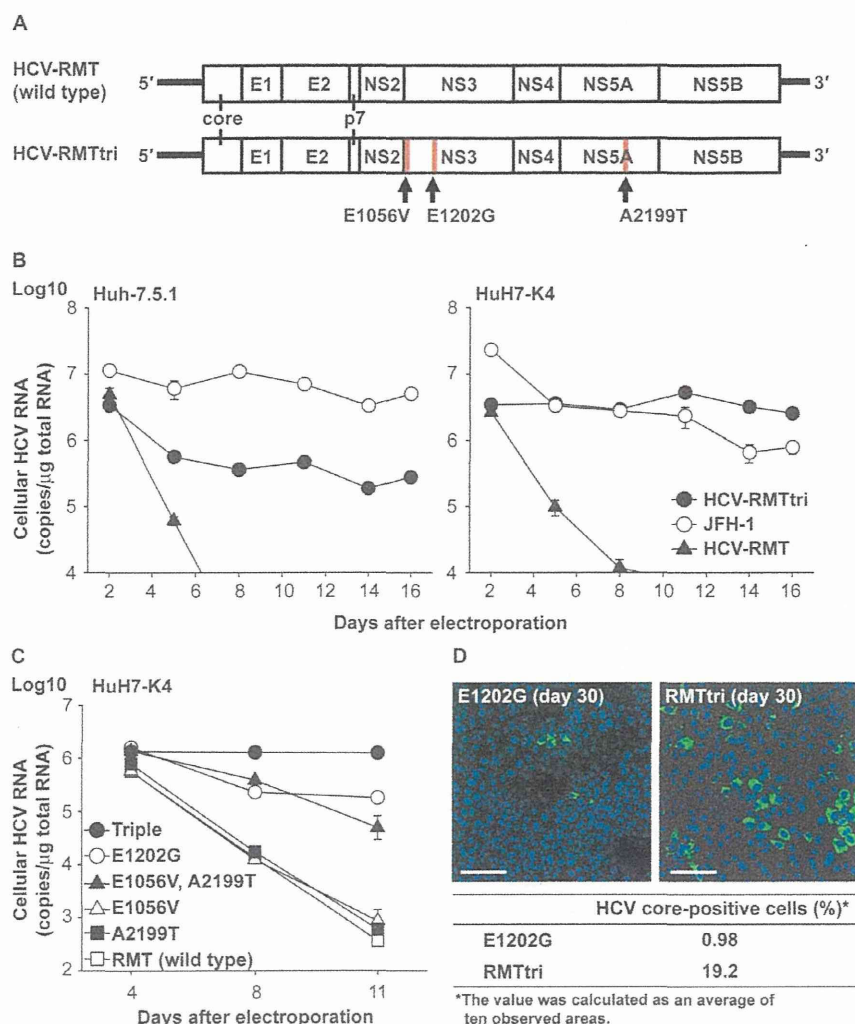 A
HCV-RMT
(wild type)
5′
E1
E2
NS2
NS3
NS4
NS5A
NS5B
3′
core
p7
HCV-RMTtri
5′
E1
E2
NS2
NS3
NS4
NS5A
NS5B
3′
E1056V
E1202G
A2199T
B
Log10
Huh-7.5.1
HuH7-K4
Cellular HCV RNA
(copies/µg total RNA)
8
7
6
5
4
2 4 6 8 10 12 14 16
8
7
6
5
4
2 4 6 8 10 12 14 16
HCV-RMTtri
JFH-1
HCV-RMT
Days after electroporation
C
Log10
HuH7-K4
Cellular HCV RNA
(copies/µg total RNA)
7
6
5
4
3
2
Triple
E1202G
E1056V, A2199T
E1056V
A2199T
RMT (wild type)
4 8 11
Days after electroporation
D
E1202G (day 30)
RMTtri (day 30)
HCV core-positive cells (%)*
E1202G 0.98
RMTtri 19.2
*The value was calculated as an average of
ten observed areas.